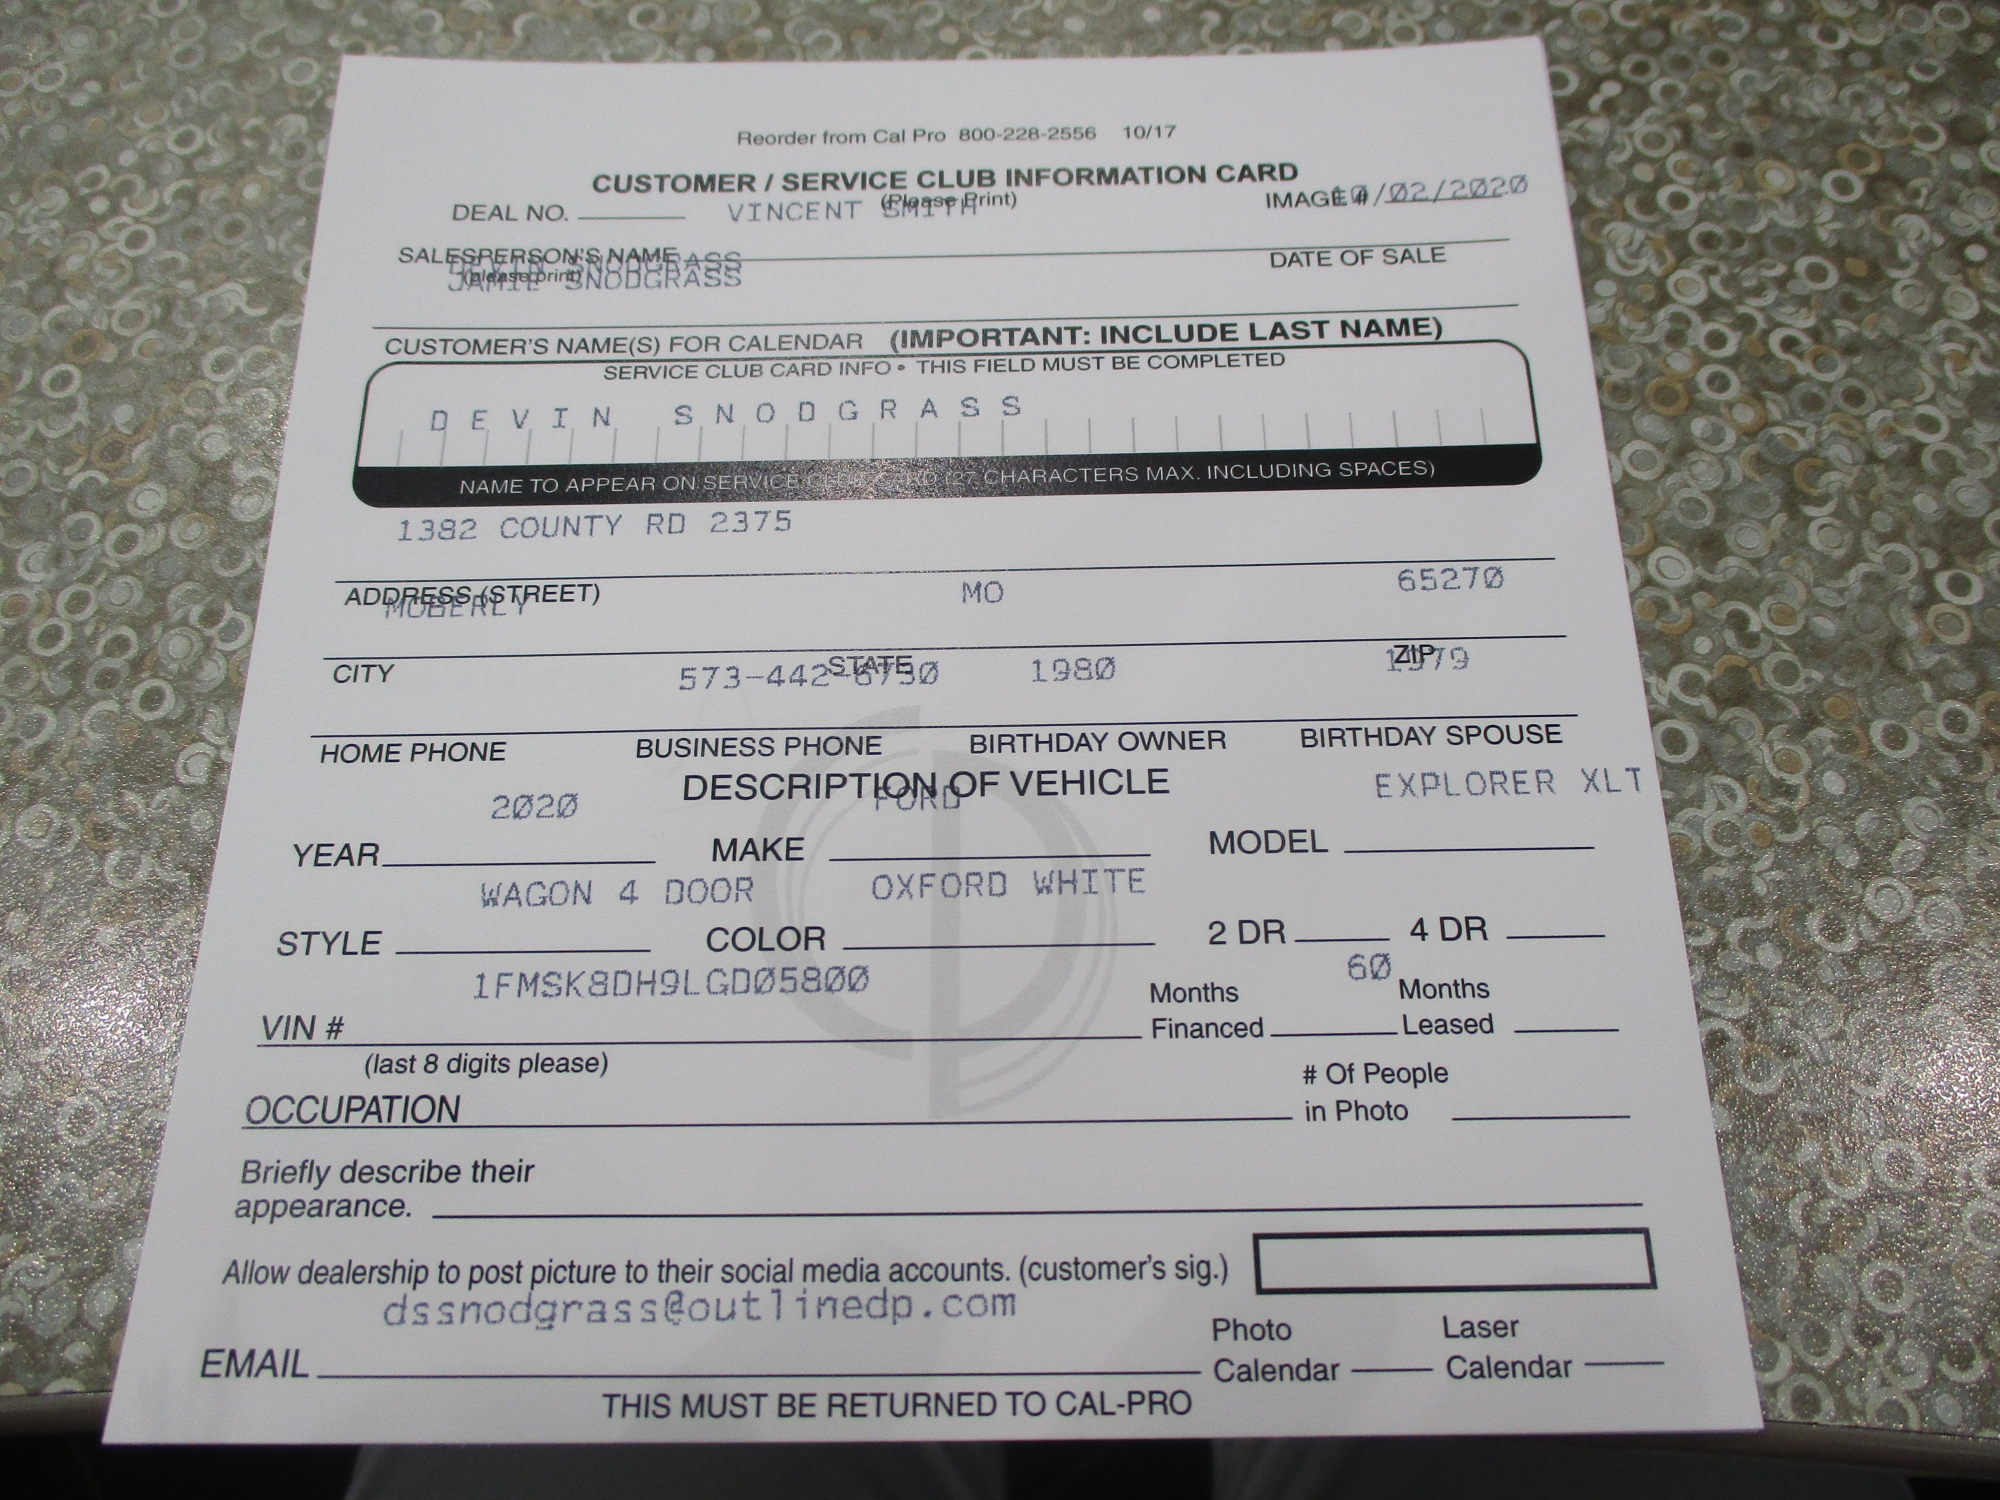 Reorder from Cal Pro 800-228-2556 10/17
CUSTOMER / SERVICE CLUB INFORMATION CARD
(Please Print)
DEAL NO. VINCENT SMITH IMAGE # 10/02/2020
SALESPERSON'S NAME DATE OF SALE
(please print)
DEVIN SNODGRASS
JAMIE SNODGRASS
CUSTOMER'S NAME(S) FOR CALENDAR (IMPORTANT: INCLUDE LAST NAME)
SERVICE CLUB CARD INFO • THIS FIELD MUST BE COMPLETED
DEVIN SNODGRASS
NAME TO APPEAR ON SERVICE CLUB CARD (27 CHARACTERS MAX. INCLUDING SPACES)
1382 COUNTY RD 2375
ADDRESS (STREET)
MOBERLY MO 65270
CITY STATE ZIP
573-442-6730 1980 1979
HOME PHONE BUSINESS PHONE BIRTHDAY OWNER BIRTHDAY SPOUSE
DESCRIPTION OF VEHICLE
2020 FORD EXPLORER XLT
YEAR MAKE MODEL
WAGON 4 DOOR OXFORD WHITE
STYLE COLOR 2 DR 4 DR
1FMSK8DH9LGD05800 60
VIN # Months Financed Months Leased
(last 8 digits please)
OCCUPATION # Of People in Photo
Briefly describe their
appearance.
Allow dealership to post picture to their social media accounts. (customer's sig.)
dssnodgrass@outlinedp.com
EMAIL Photo Calendar Laser Calendar
THIS MUST BE RETURNED TO CAL-PRO